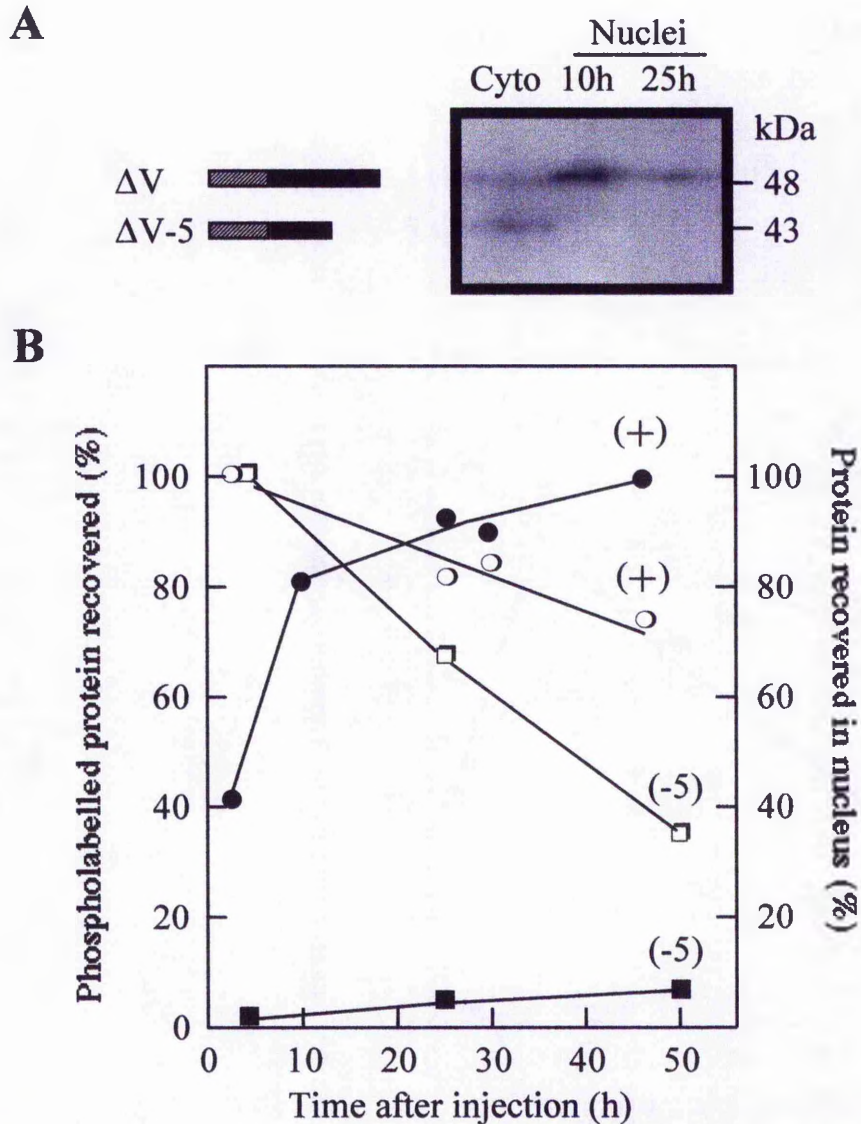 A
Nuclei
Cyto 10h 25h
kDa
ΔV
48
ΔV-5
43
B
Phospholabelled protein recovered (%)
Protein recovered in nucleus (%)
100
80
60
40
20
0
100
80
60
40
20
(+)
(+)
(-5)
(-5)
0 10 20 30 40 50
Time after injection (h)